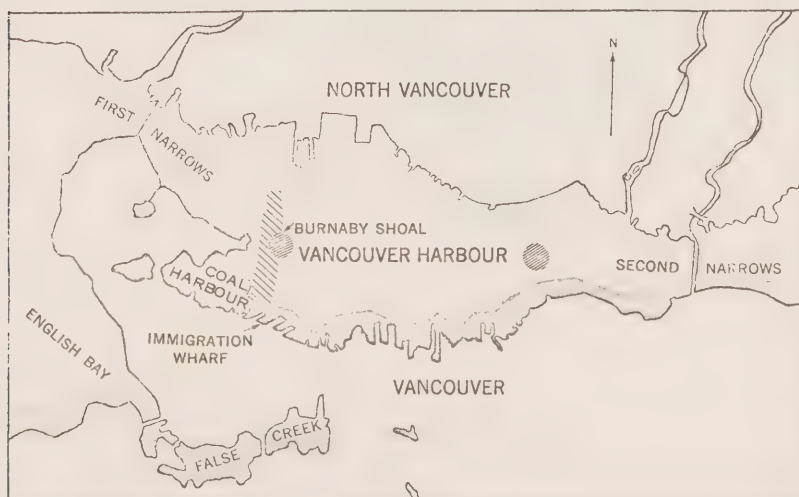 N
NORTH VANCOUVER
FIRST
NARROWS
BURNABY SHOAL
VANCOUVER HARBOUR
COAL
HARBOUR
SECOND
NARROWS
IMMIGRATION
WHARF
ENGLISH BAY
VANCOUVER
FALSE
CREEK